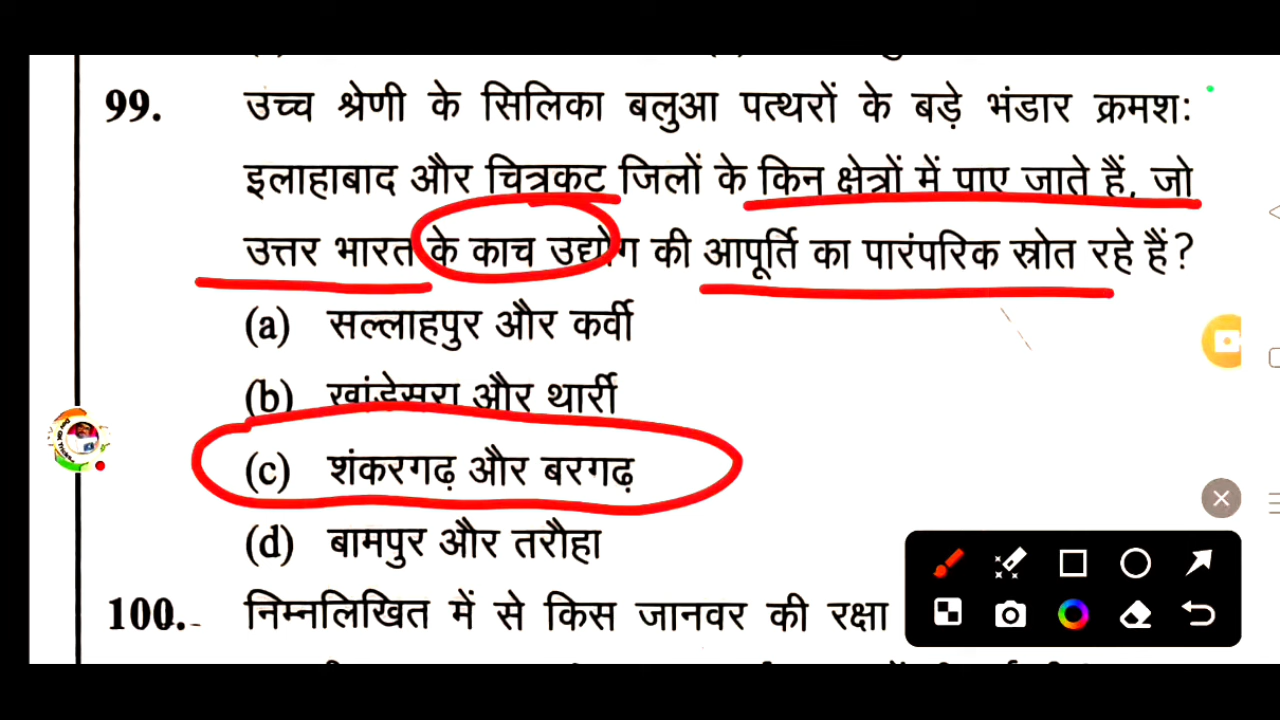 99. उच्च श्रेणी के सिलिका बलुआ पत्थरों के बड़े भंडार क्रमशः
इलाहाबाद और चित्रकट जिलों के किन क्षेत्रों में पाए जाते हैं, जो
उत्तर भारत के काच उद्योग की आपूर्ति का पारंपरिक स्रोत रहे हैं?
(a) सल्लाहपुर और कर्वी
(b) खांडेसरा और थार्री
(c) शंकरगढ़ और बरगढ़
(d) बामपुर और तरौहा
100. निम्नलिखित में से किस जानवर की रक्षा